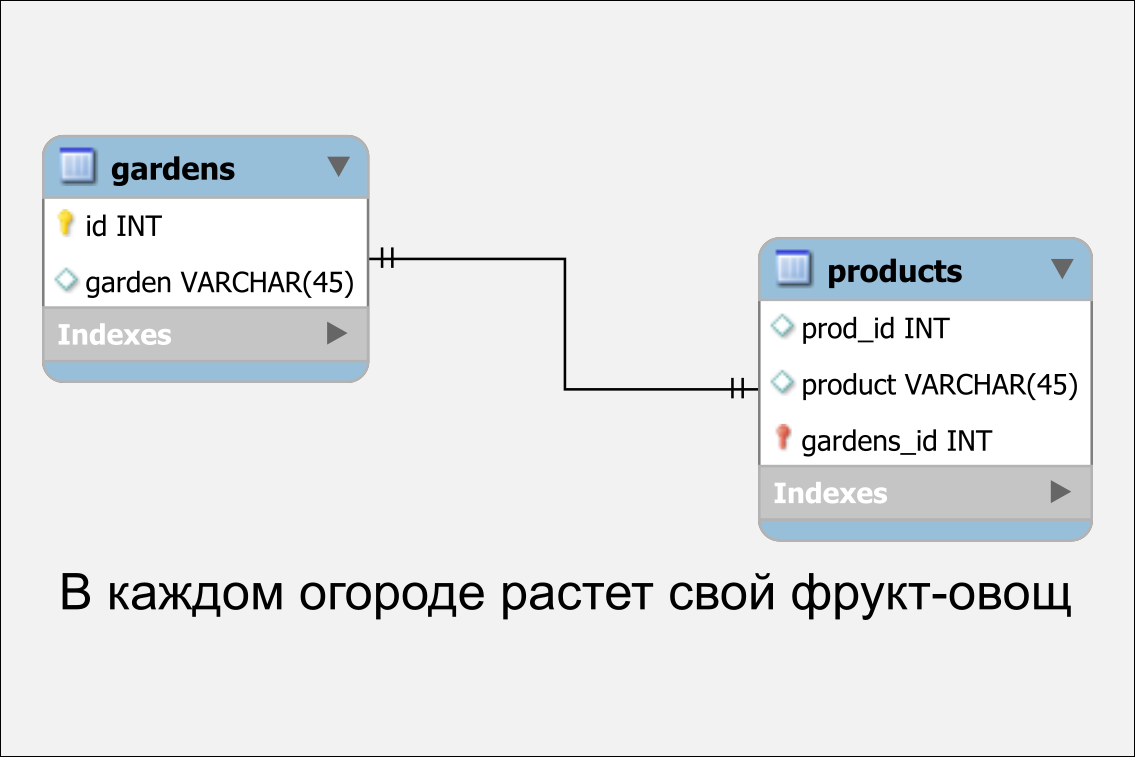 gardens
id INT
garden VARCHAR(45)
Indexes
products
prod_id INT
product VARCHAR(45)
gardens_id INT
Indexes
В каждом огороде растет свой фрукт-овощ